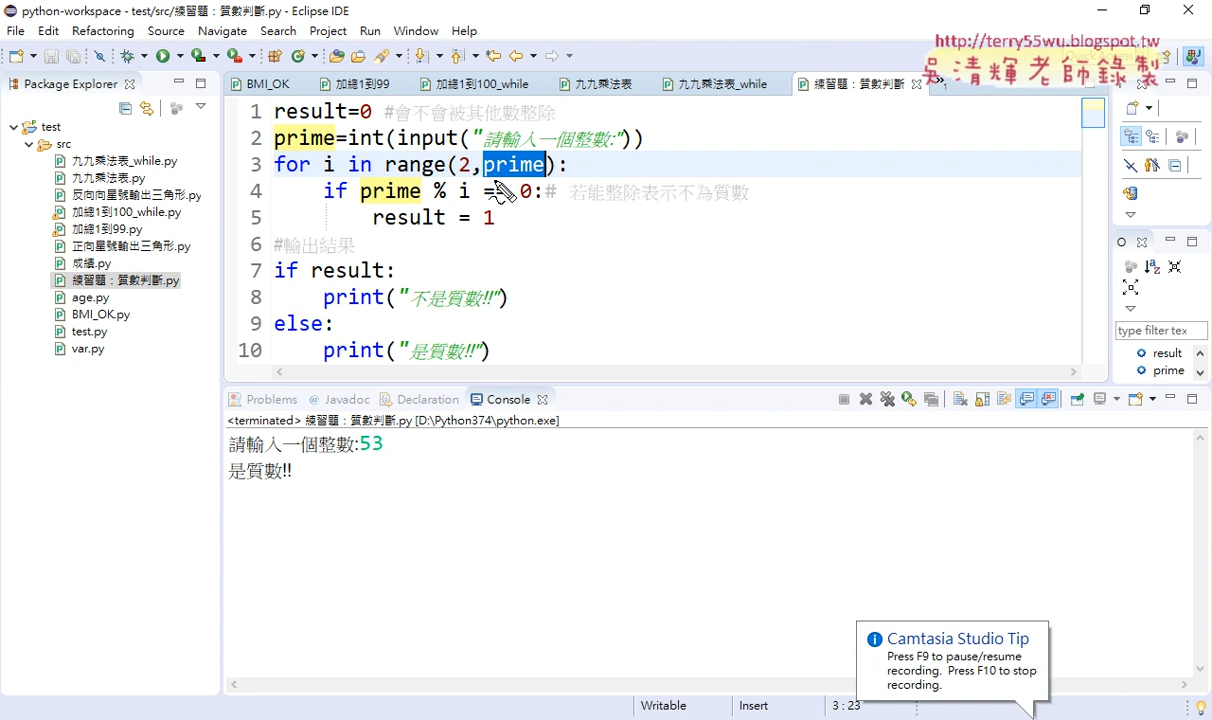 python-workspace - test/src/練習題：質數判斷.py - Eclipse IDE
File Edit Refactoring Source Navigate Search Project Run Window Help
http://terry55wu.blogspot.tw
吳清輝老師錄製
Package Explorer
BMI_OK 加總1到99 加總1到100_while 九九乘法表 九九乘法表_while 練習題：質數判斷
test
src
九九乘法表_while.py
九九乘法表.py
反向向星號輸出三角形.py
加總1到100_while.py
加總1到99.py
正向星號輸出三角形.py
成績.py
練習題：質數判斷.py
age.py
BMI_OK.py
test.py
var.py
1 result=0 #會不會被其他數整除
2 prime=int(input("請輸入一個整數:"))
3 for i in range(2,prime):
4 if prime % i == 0:# 若能整除表示不為質數
5 result = 1
6 #輸出結果
7 if result:
8 print("不是質數!!")
9 else:
10 print("是質數!!")
type filter tex
result
prime
Problems Javadoc Declaration Console
<terminated> 練習題：質數判斷.py [D:\Python374\python.exe]
請輸入一個整數:53
是質數!!
Camtasia Studio Tip
Press F9 to pause/resume
recording. Press F10 to stop
recording.
Writable Insert 3 : 23